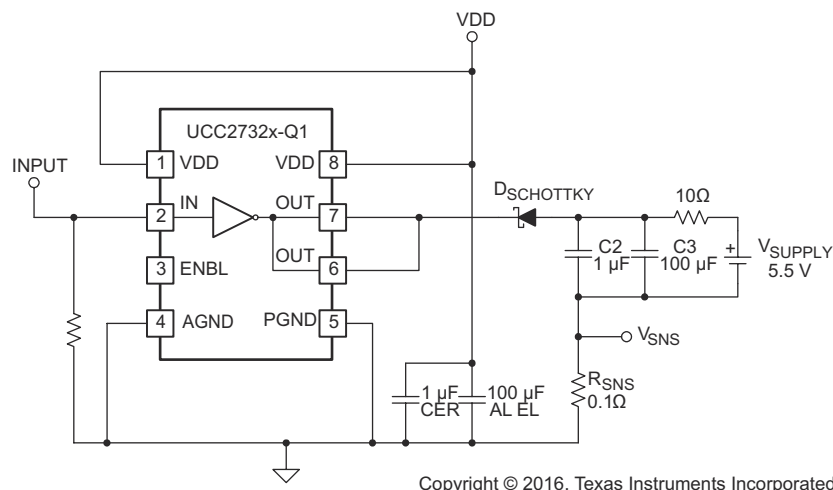 VDD
UCC2732x-Q1
INPUT
1
VDD
VDD
8
2
IN
OUT
7
DSCHOTTKY
10Ω
3
ENBL
OUT
6
C2
1 µF
C3
100 µF
+
VSUPPLY
5.5 V
4
AGND
PGND
5
VSNS
1 µF
CER
100 µF
AL EL
RSNS
0.1Ω
Copyright © 2016, Texas Instruments Incorporated